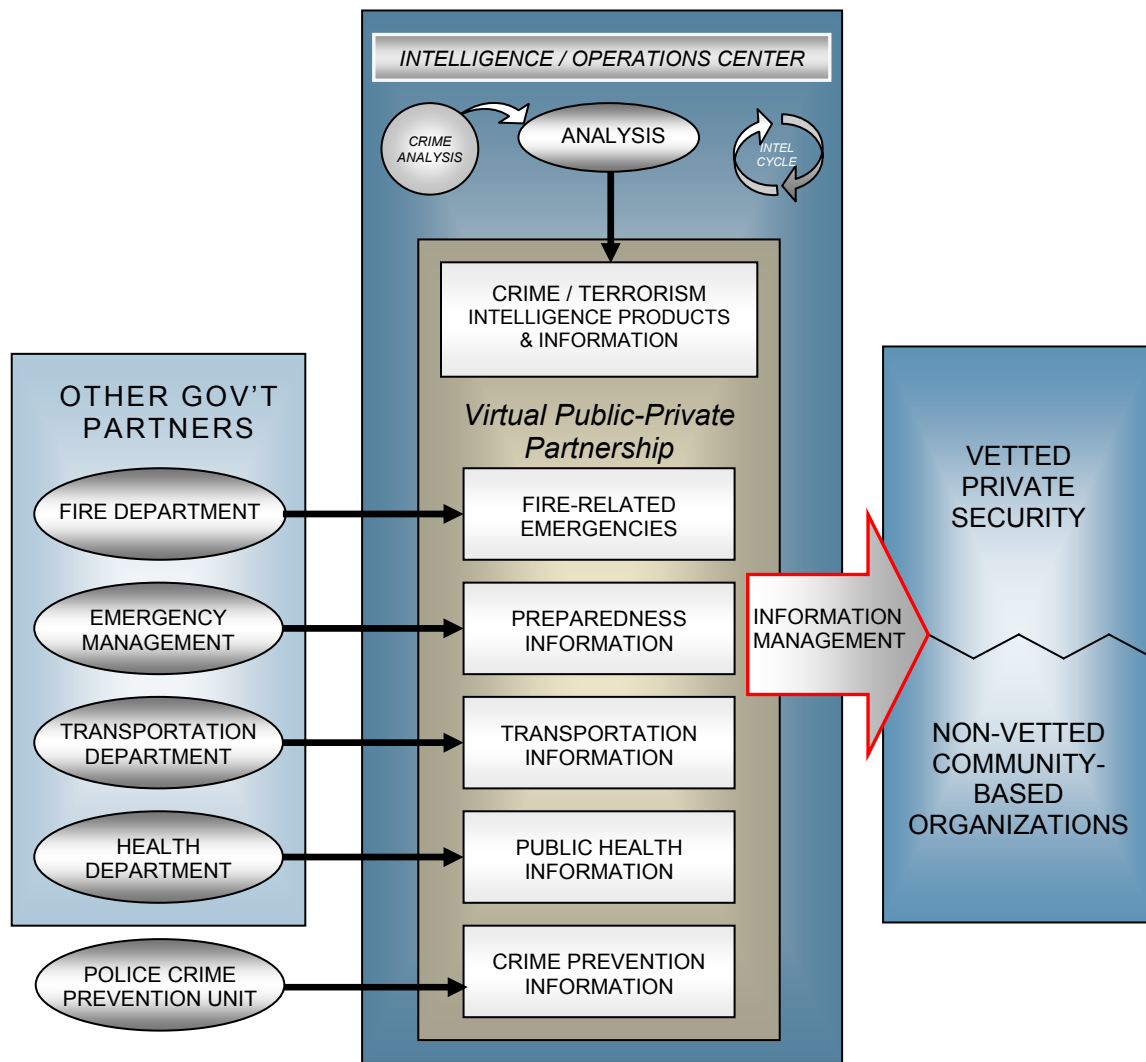 INTELLIGENCE / OPERATIONS CENTER
CRIME
ANALYSIS
ANALYSIS
INTEL
CYCLE
CRIME / TERRORISM
INTELLIGENCE PRODUCTS
& INFORMATION
OTHER GOV'T
PARTNERS
Virtual Public-Private
Partnership
FIRE DEPARTMENT
FIRE-RELATED
EMERGENCIES
EMERGENCY
MANAGEMENT
PREPAREDNESS
INFORMATION
TRANSPORTATION
DEPARTMENT
TRANSPORTATION
INFORMATION
HEALTH
DEPARTMENT
PUBLIC HEALTH
INFORMATION
POLICE CRIME
PREVENTION UNIT
CRIME PREVENTION
INFORMATION
INFORMATION
MANAGEMENT
VETTED
PRIVATE
SECURITY
NON-VETTED
COMMUNITY-
BASED
ORGANIZATIONS